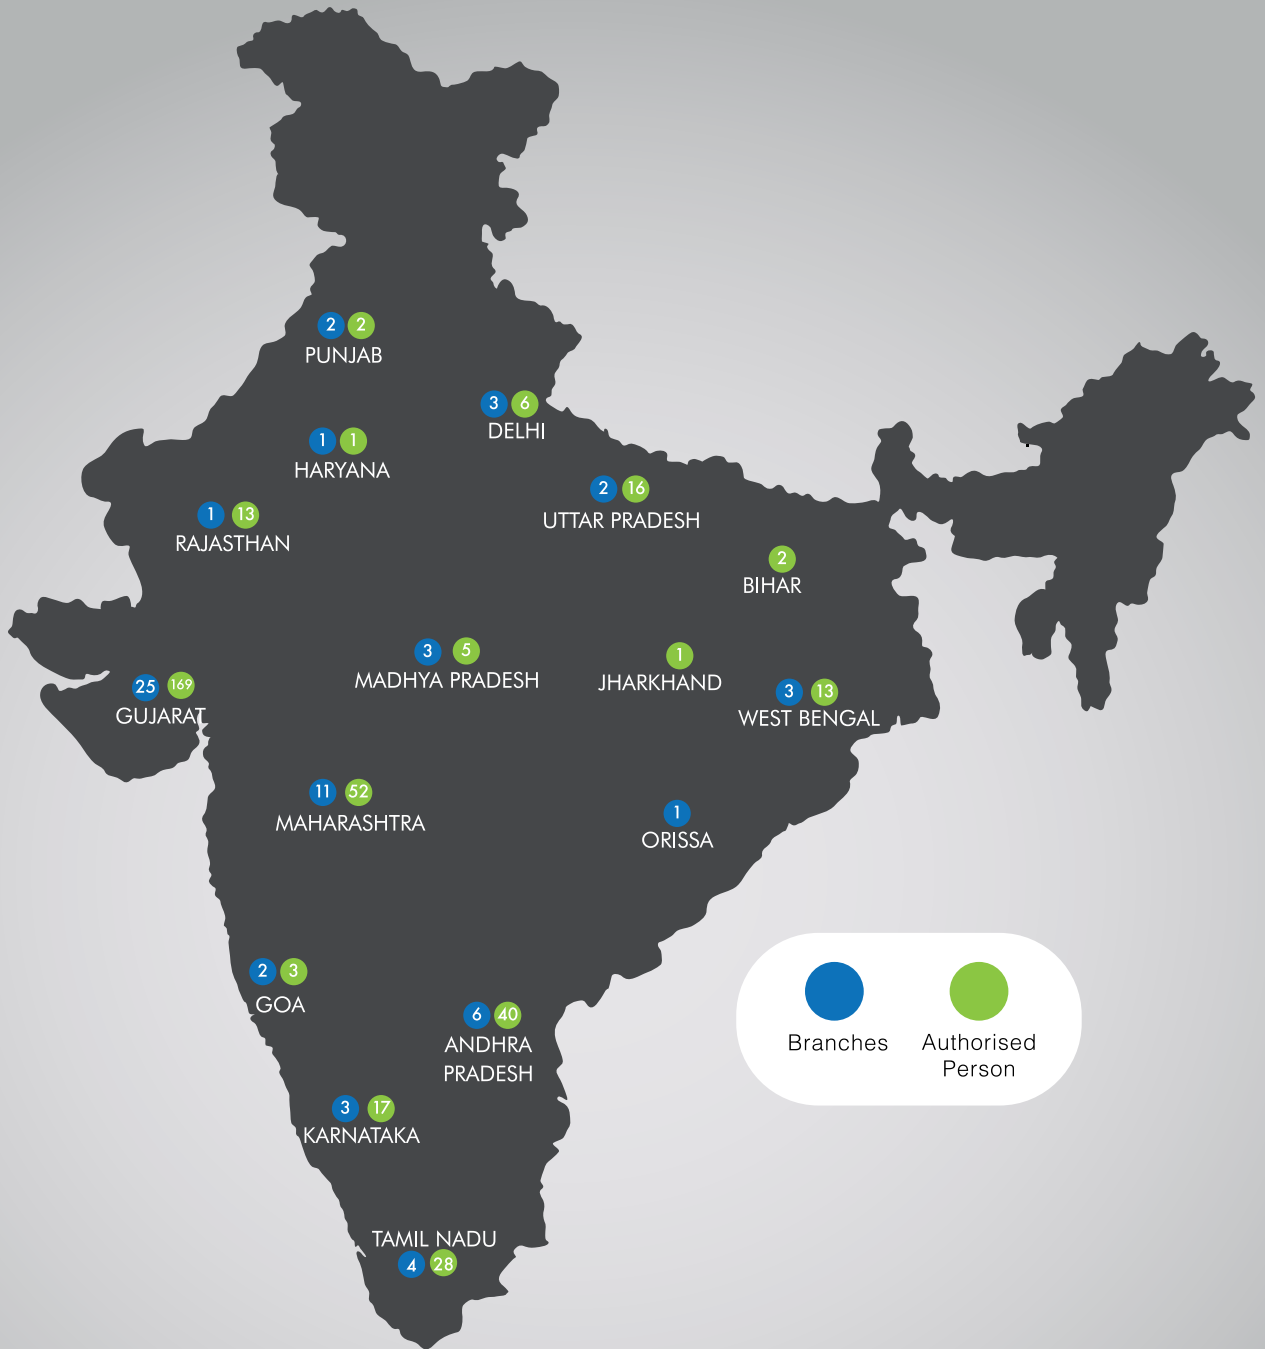 2 2
PUNJAB
3 6
DELHI
1 1
HARYANA
2 16
UTTAR PRADESH
1 13
RAJASTHAN
2
BIHAR
3 5
MADHYA PRADESH
1
JHARKHAND
25 169
GUJARAT
3 13
WEST BENGAL
11 52
MAHARASHTRA
1
ORISSA
2 3
GOA
6 40
ANDHRA
PRADESH
Branches
Authorised
Person
3 17
KARNATAKA
TAMIL NADU
4 28